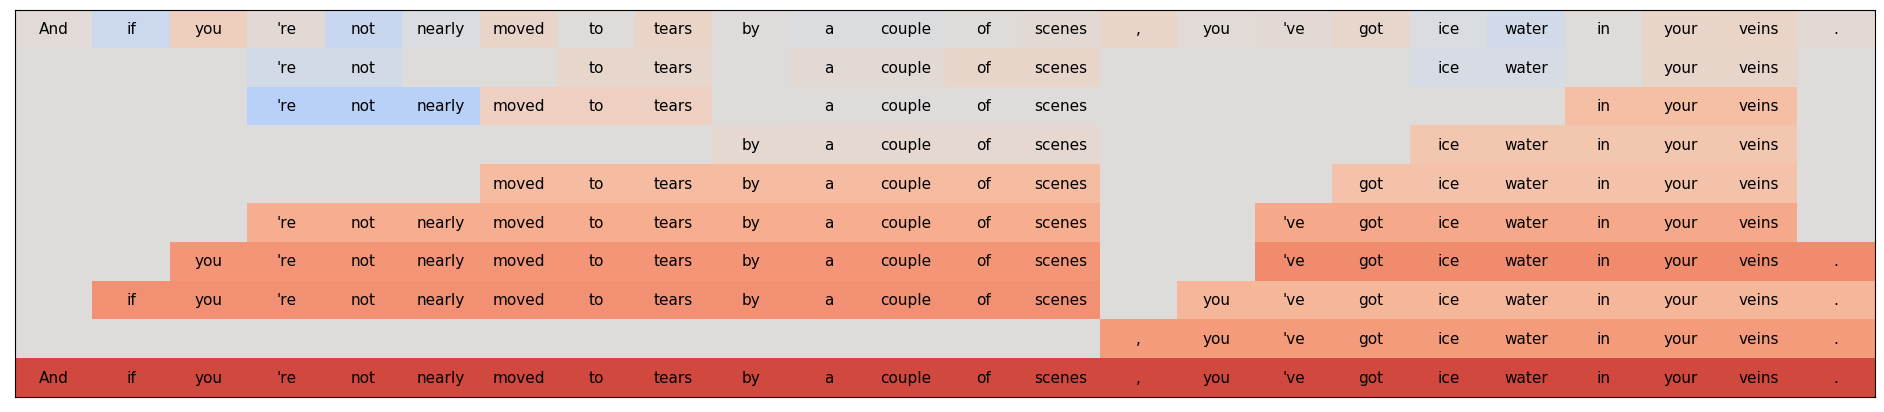 And if you 're not nearly moved to tears by a couple of scenes , you 've got ice water in your veins .
're not to tears a couple of scenes ice water your veins
're not nearly moved to tears a couple of scenes in your veins
by a couple of scenes ice water in your veins
moved to tears by a couple of scenes got ice water in your veins
're not nearly moved to tears by a couple of scenes 've got ice water in your veins
you 're not nearly moved to tears by a couple of scenes 've got ice water in your veins .
if you 're not nearly moved to tears by a couple of scenes you 've got ice water in your veins .
, you 've got ice water in your veins .
And if you 're not nearly moved to tears by a couple of scenes , you 've got ice water in your veins .